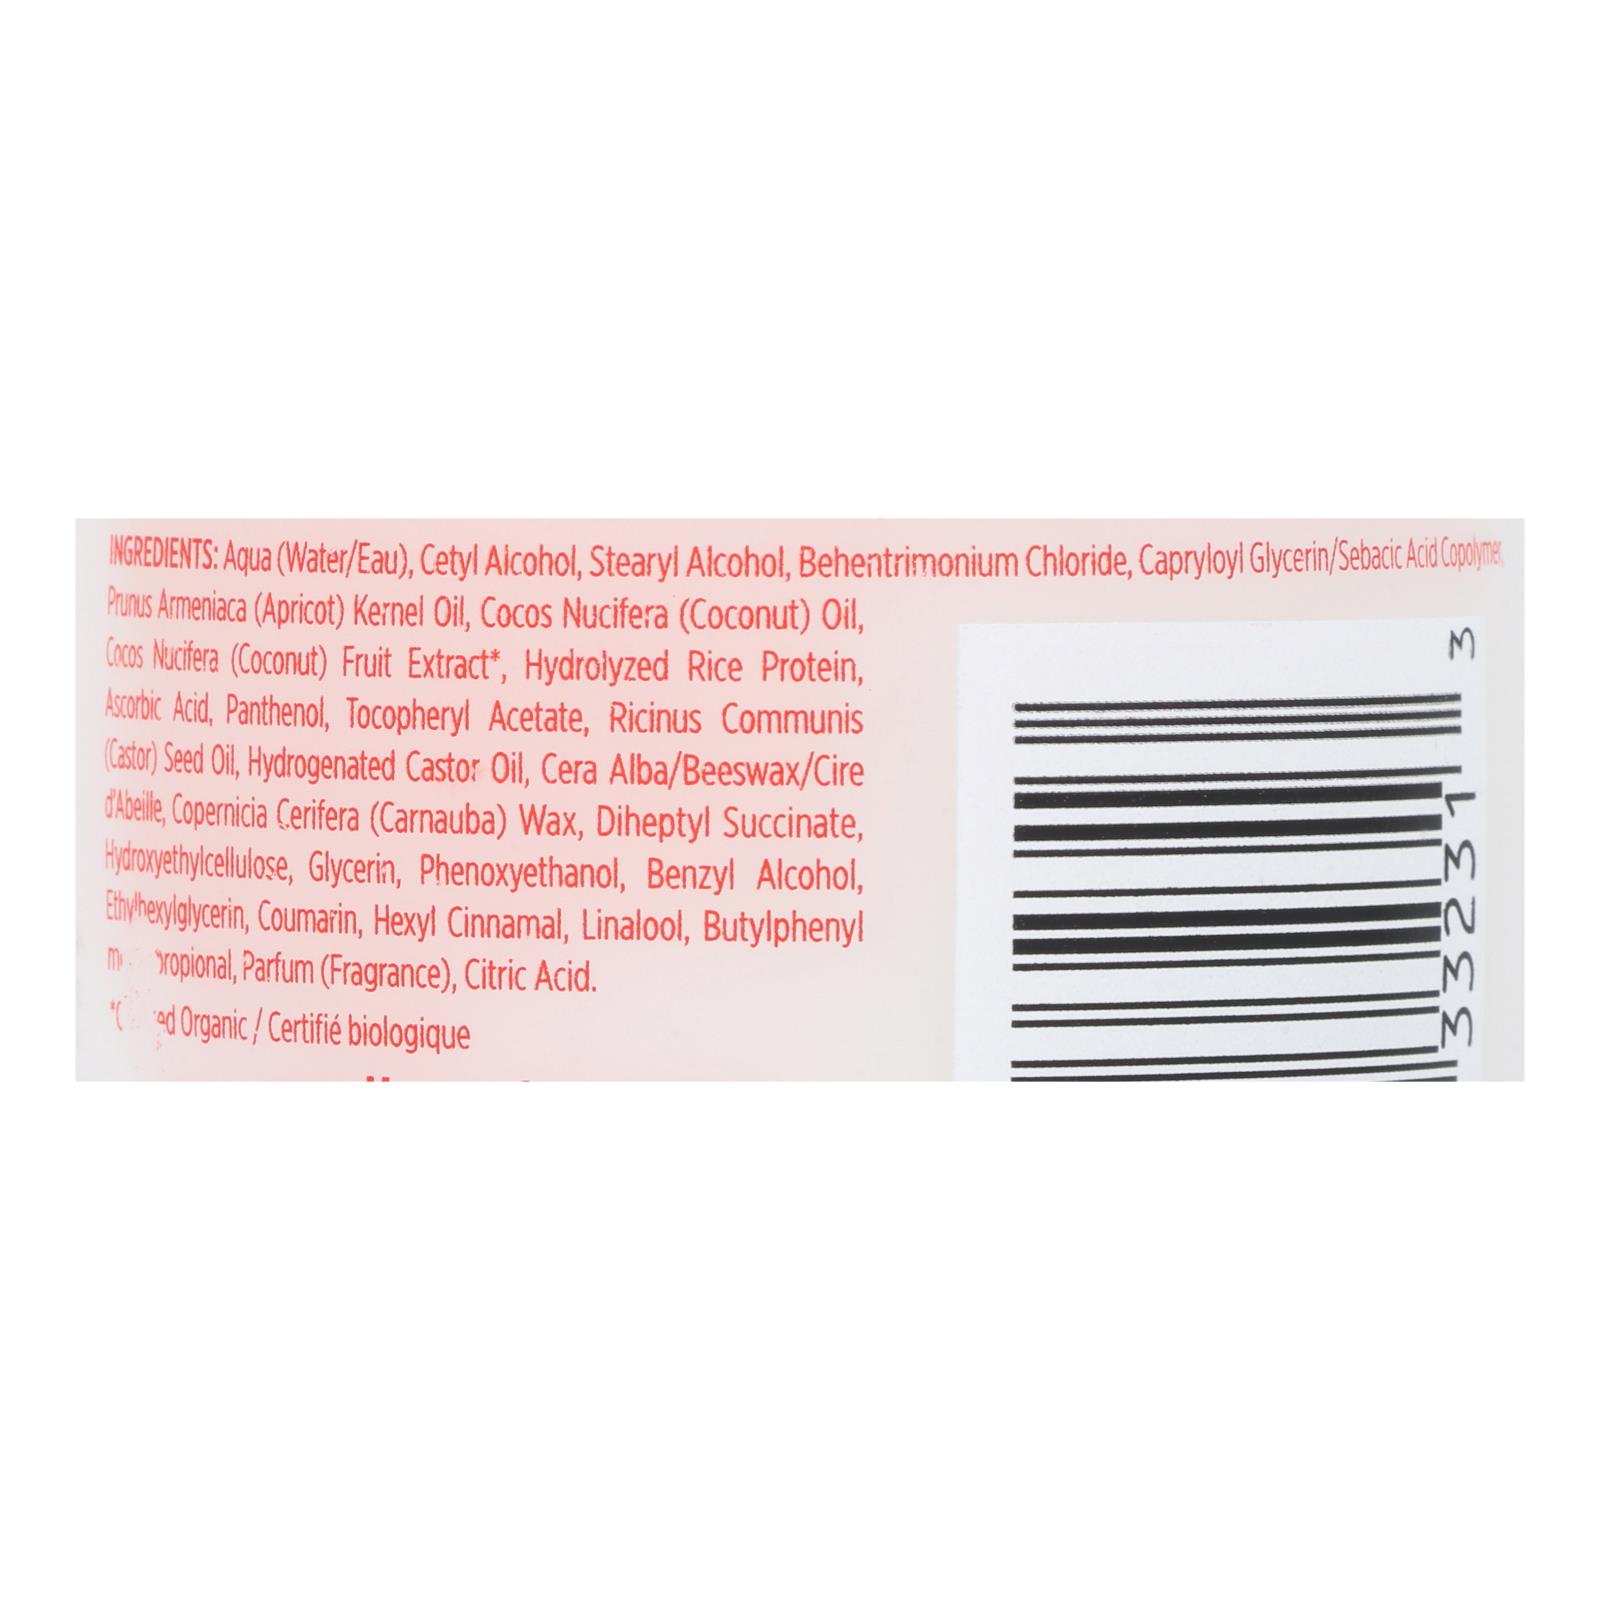 INGREDIENTS: Aqua (Water/Eau), Cetyl Alcohol, Stearyl Alcohol, Behentrimonium Chloride, Capryloyl Glycerin/Sebacic Acid Copolymer,
Prunus Armeniaca (Apricot) Kernel Oil, Cocos Nucifera (Coconut) Oil,
Cocos Nucifera (Coconut) Fruit Extract*, Hydrolyzed Rice Protein,
Ascorbic Acid, Panthenol, Tocopheryl Acetate, Ricinus Communis
(Castor) Seed Oil, Hydrogenated Castor Oil, Cera Alba/Beeswax/Cire
d'Abeille, Copernicia Cerifera (Carnauba) Wax, Diheptyl Succinate,
Hydroxyethylcellulose, Glycerin, Phenoxyethanol, Benzyl Alcohol,
Ethylhexylglycerin, Coumarin, Hexyl Cinnamal, Linalool, Butylphenyl
Parfum (Fragrance), Citric Acid.
Organic / Certifié biologique
33231 3